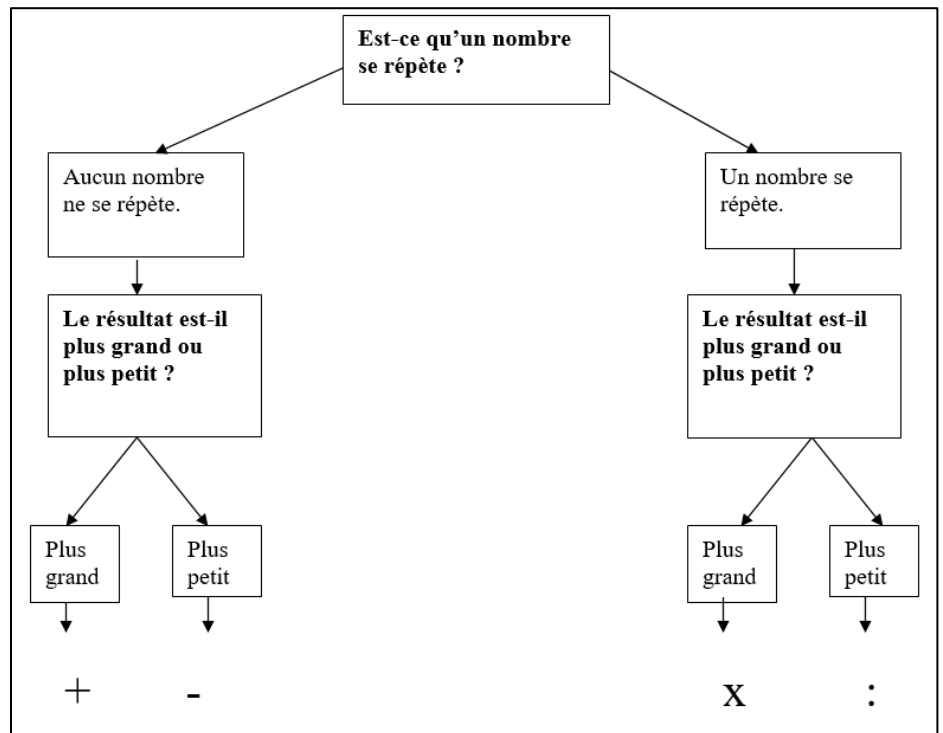 Est-ce qu’un nombre
se répète ?
Aucun nombre
ne se répète.
Un nombre se
répète.
Le résultat est-il
plus grand ou
plus petit ?
Le résultat est-il
plus grand ou
plus petit ?
Plus
grand
Plus
petit
Plus
grand
Plus
petit
+
-
x
: